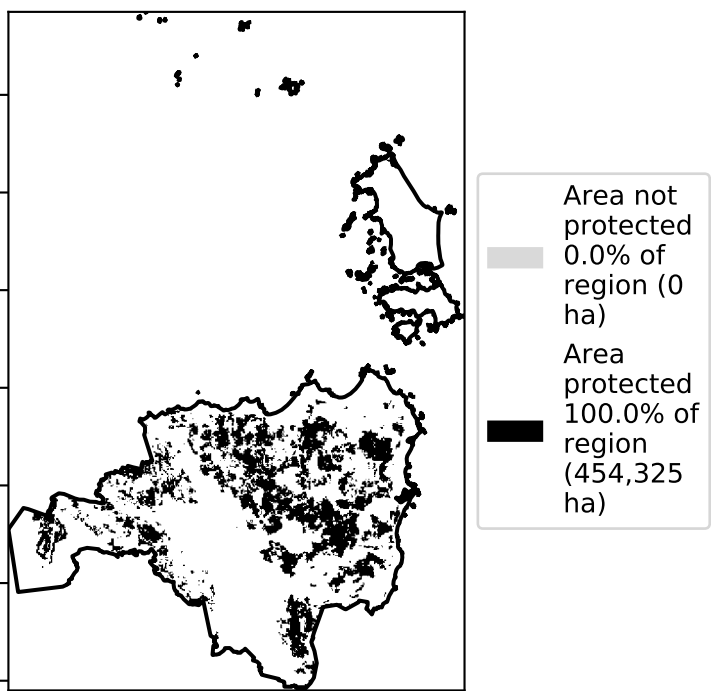 Area not
protected
0.0% of
region (0
ha)
Area
protected
100.0% of
region
(454,325
ha)